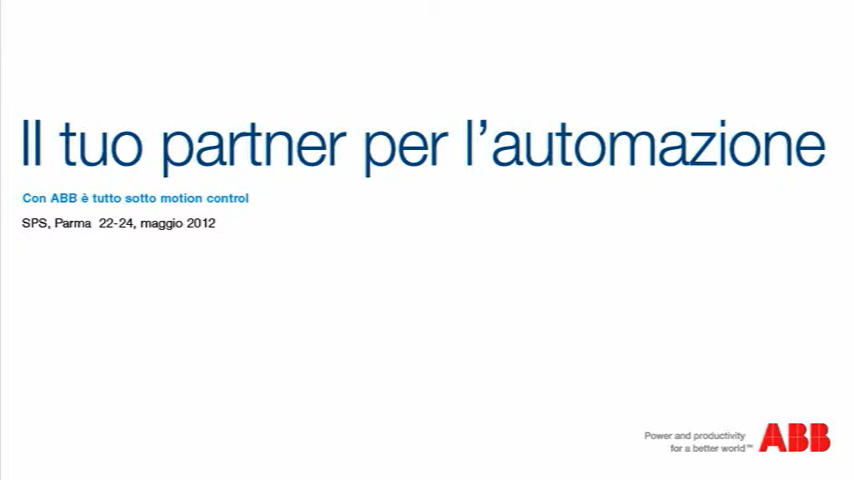 Il tuo partner per l’automazione
Con ABB è tutto sotto motion control
SPS, Parma 22-24, maggio 2012
Power and productivity
for a better world™
ABB